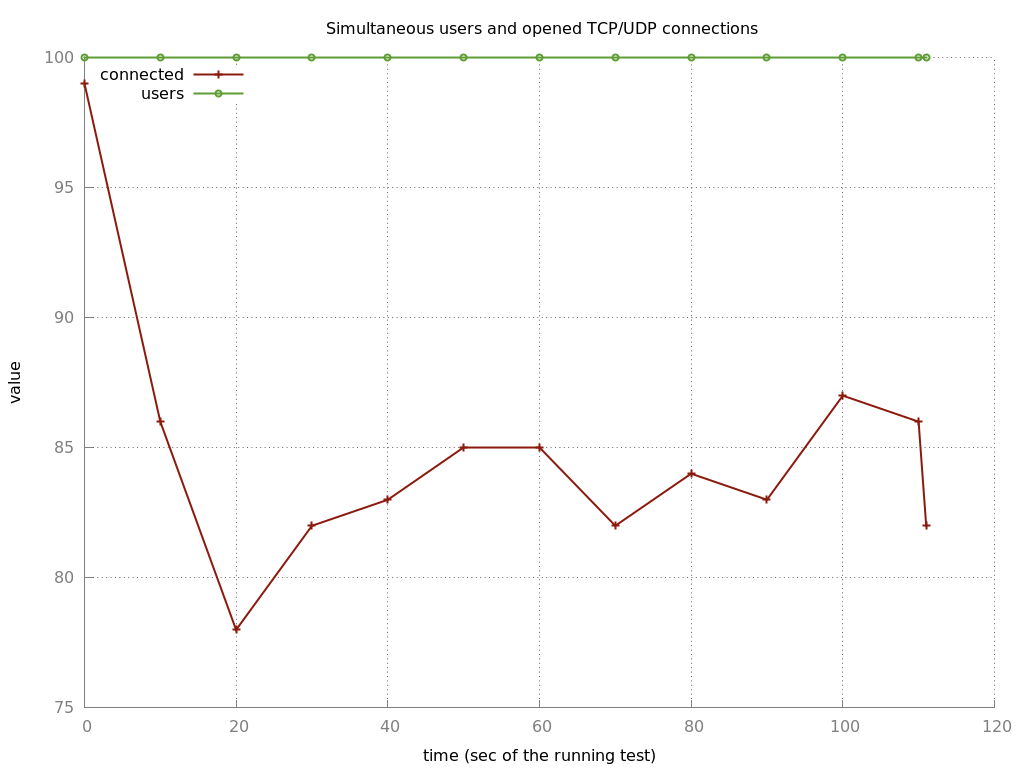 Simultaneous users and opened TCP/UDP connections
100
connected
users
95
90
value
85
80
75
0 20 40 60 80 100 120
time (sec of the running test)